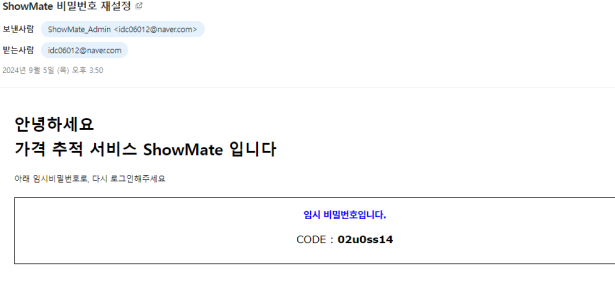 ShowMate 비밀번호 재설정
보낸사람 ShowMate_Admin <idc06012@naver.com>
받는사람 idc06012@naver.com
2024년 9월 5일 (목) 오후 3:50
안녕하세요
가격 추적 서비스 ShowMate 입니다
아래 임시비밀번호로, 다시 로그인해주세요
임시 비밀번호입니다.
CODE : 02u0ss14